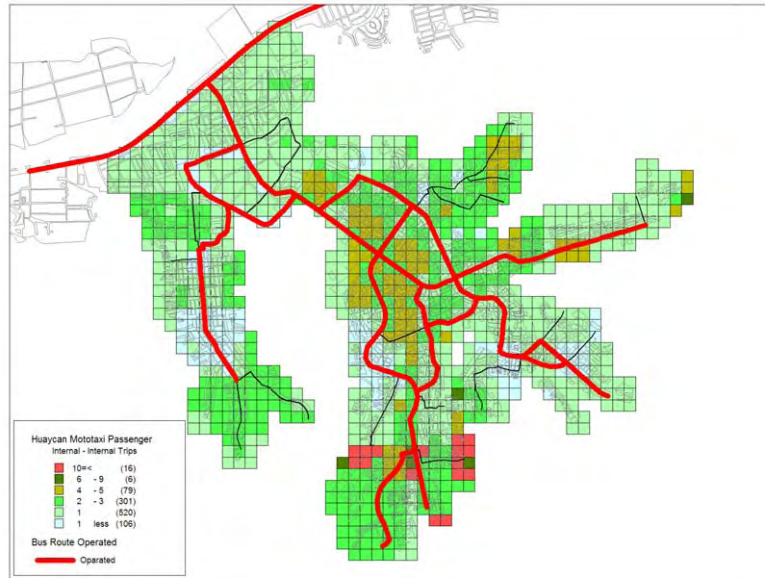 Huaycan Mototaxi Passenger
Internal - Internal Trips
10=< (16)
6 - 9 (6)
4 - 5 (79)
2 - 3 (301)
1 (520)
1 less (106)
Bus Route Operated
Oparated